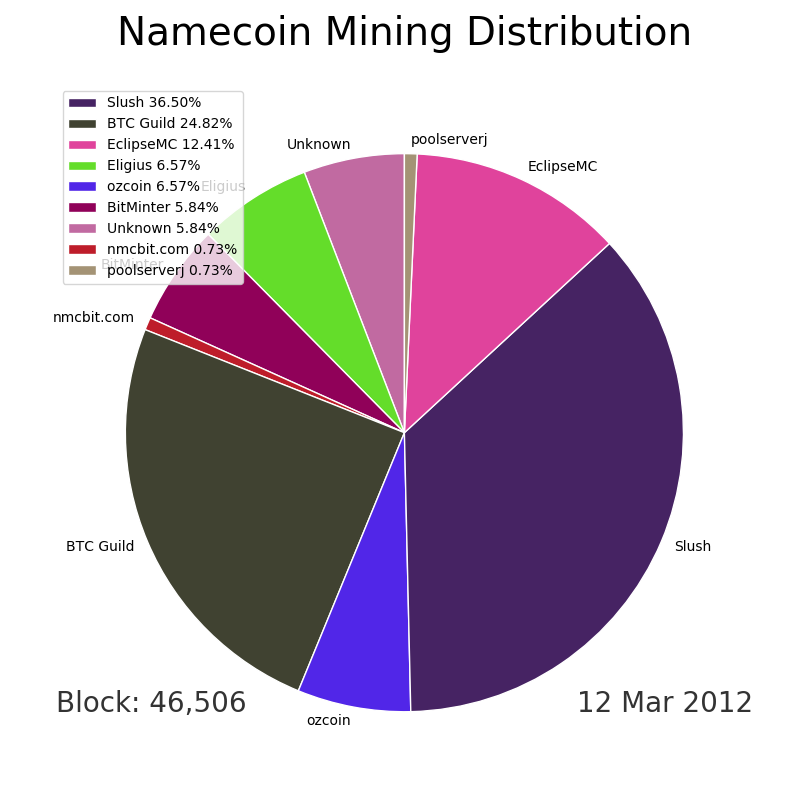 Namecoin Mining Distribution
Slush 36.50%
BTC Guild 24.82%
EclipseMC 12.41%
Eligius 6.57%
ozcoin 6.57%
BitMinter 5.84%
Unknown 5.84%
nmcbit.com 0.73%
poolserverj 0.73%
Unknown
poolserverj
EclipseMC
Eligius
BitMinter
nmcbit.com
BTC Guild
Slush
ozcoin
Block: 46,506
12 Mar 2012